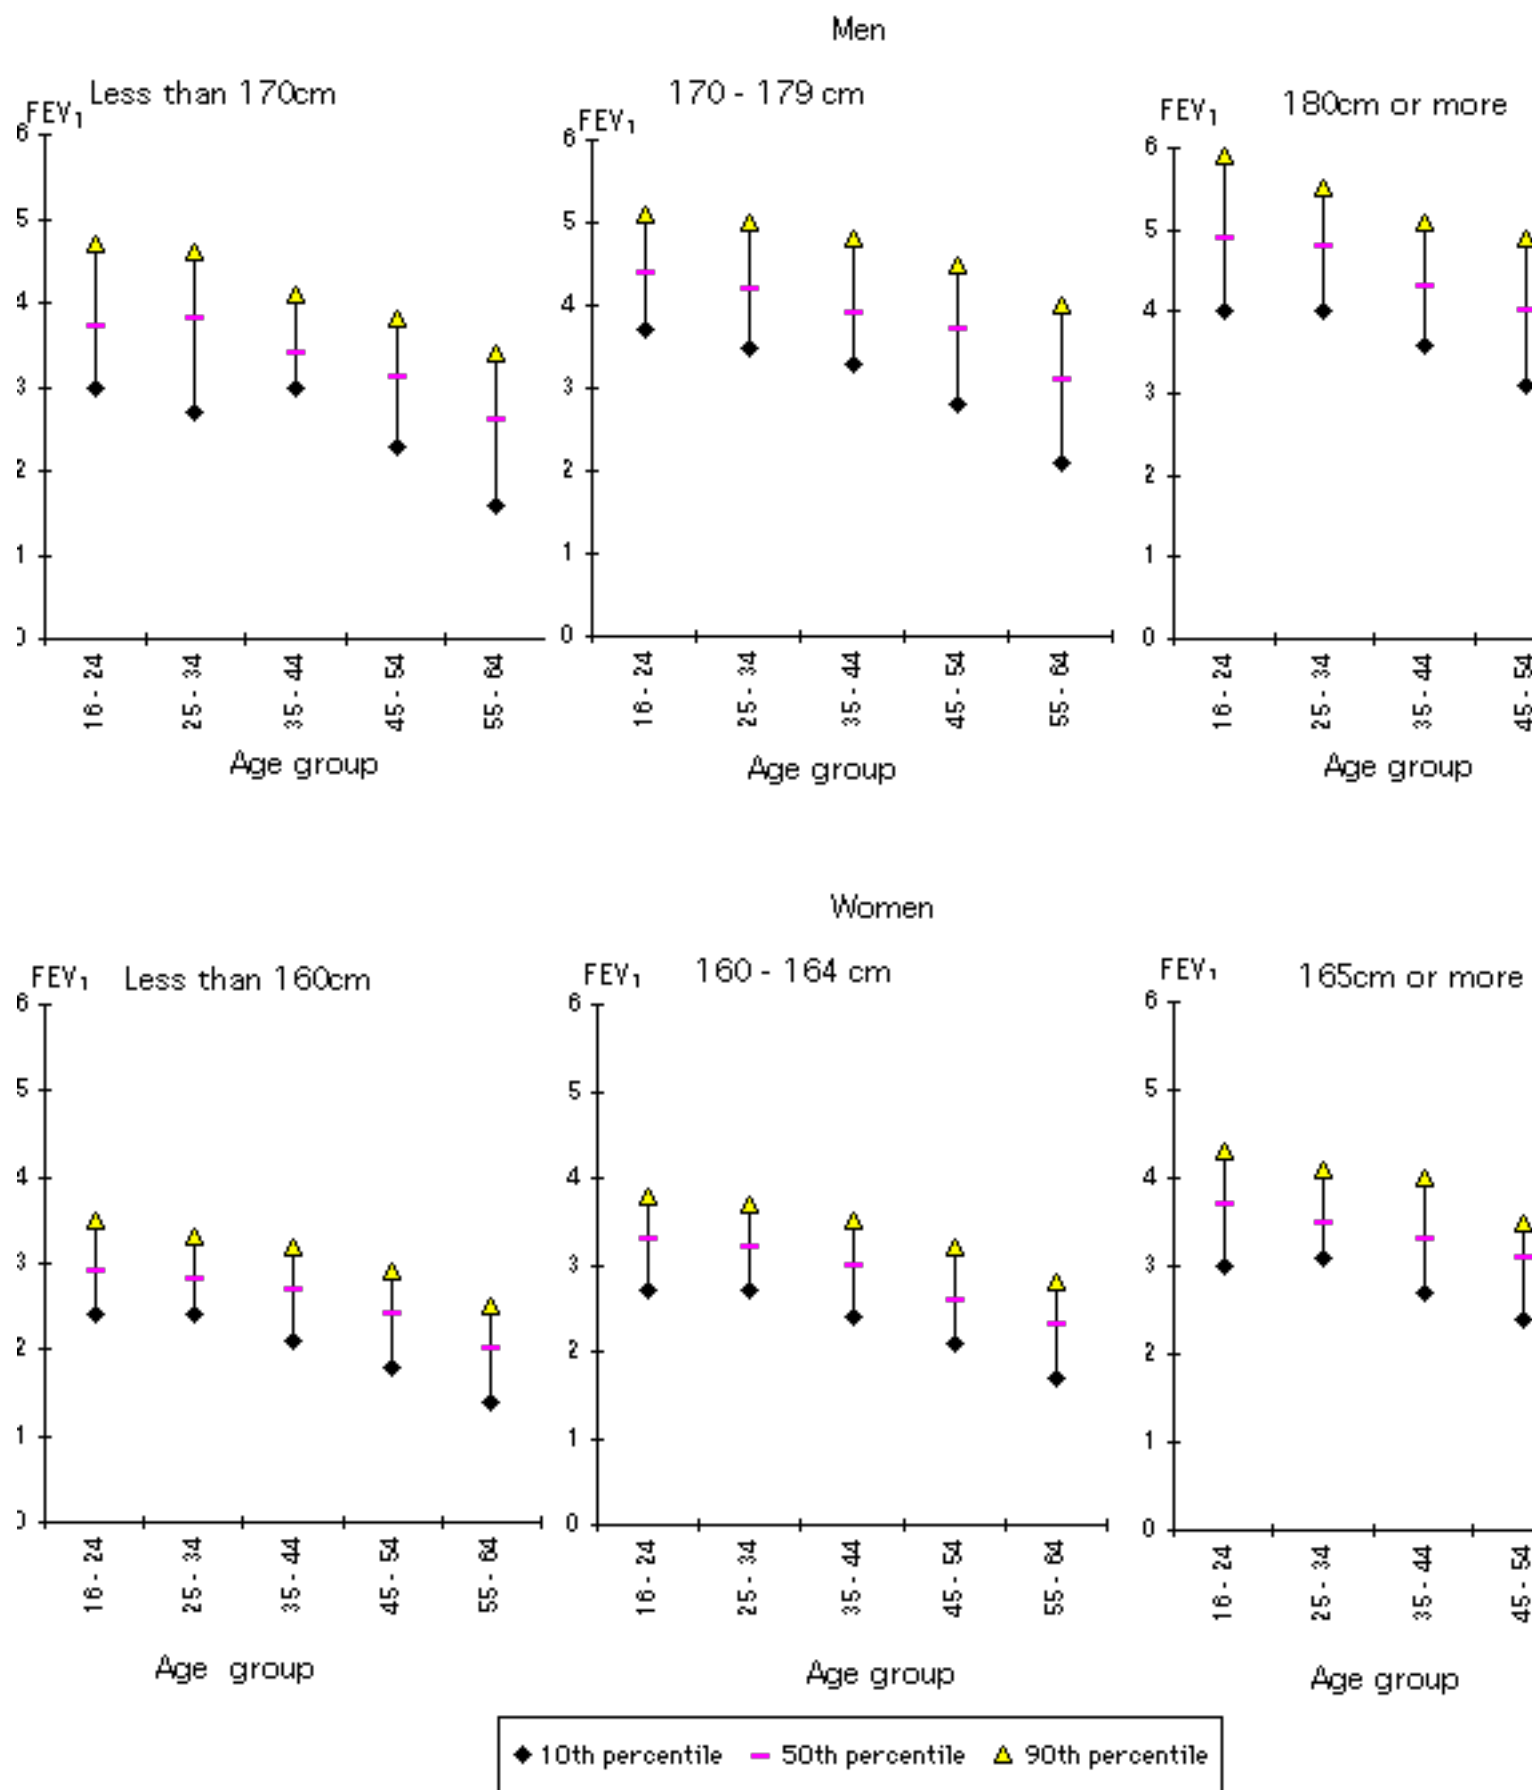 Men
Less than 170cm
FEV₁
6
5
4
3
2
1
0
16 - 24
25 - 34
35 - 44
45 - 54
55 - 64
Age group
170 - 179 cm
FEV₁
6
5
4
3
2
1
0
16 - 24
25 - 34
35 - 44
45 - 54
55 - 64
Age group
180cm or more
FEV₁
6
5
4
3
2
1
0
16 - 24
25 - 34
35 - 44
45 - 54
Age group
Women
Less than 160cm
FEV₁
6
5
4
3
2
1
0
16 - 24
25 - 34
35 - 44
45 - 54
55 - 64
Age group
160 - 164 cm
FEV₁
6
5
4
3
2
1
0
16 - 24
25 - 34
35 - 44
45 - 54
55 - 64
Age group
165cm or more
FEV₁
6
5
4
3
2
1
0
16 - 24
25 - 34
35 - 44
45 - 54
Age group
10th percentile 50th percentile 90th percentile